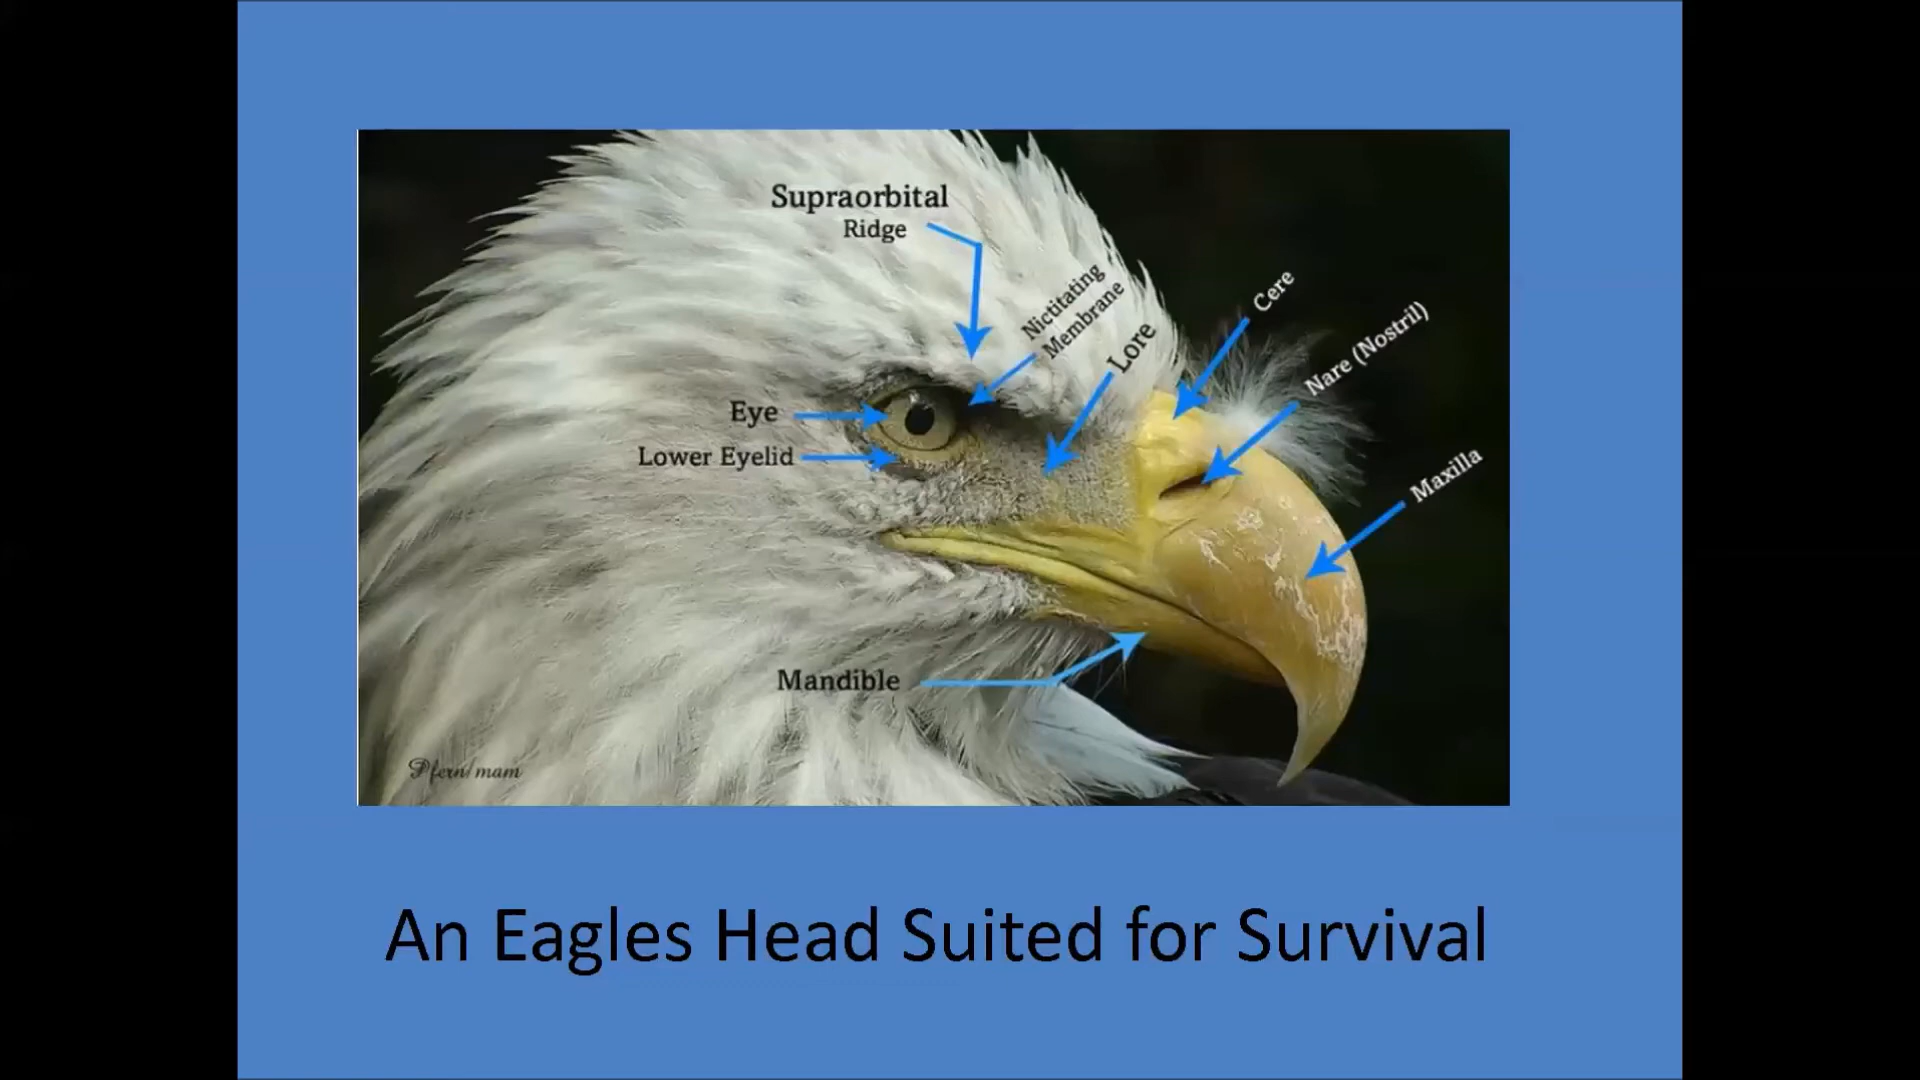 Supraorbital
Ridge
Nictitating
Membrane
Lore
Cere
Nare (Nostril)
Eye
Lower Eyelid
Maxilla
Mandible
An Eagles Head Suited for Survival